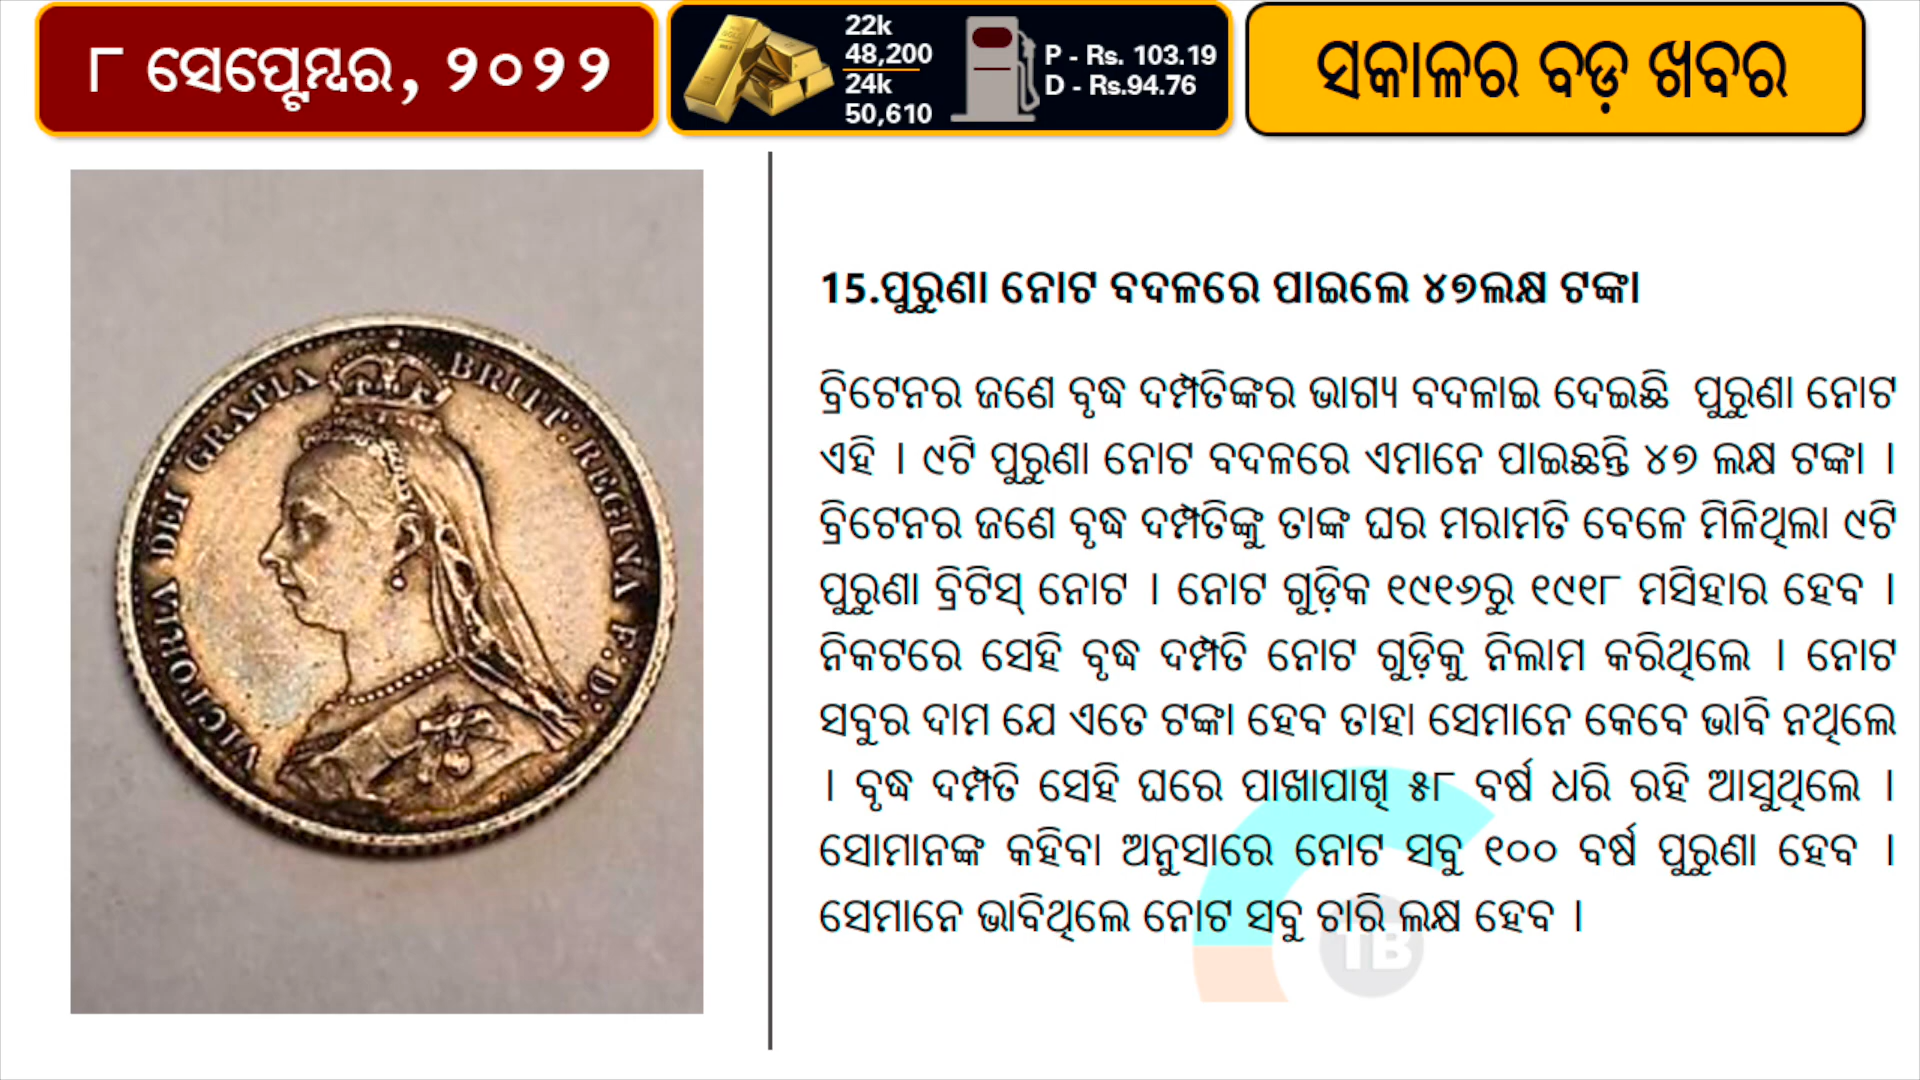 ୮ ସେପ୍ଟେମ୍ବର, ୨୦୨୨
22k
48,200
24k
50,610
P - Rs. 103.19
D - Rs.94.76
ସକାଳର ବଡ଼ ଖବର
VICTORIA DEI GRATIA BRITT: REGINA F: D:
15.ପୁରୁଣା ନୋଟ ବଦଳରେ ପାଇଲେ ୪୭ଲକ୍ଷ ଟଙ୍କା
ବ୍ରିଟେନର ଜଣେ ବୃଦ୍ଧ ଦମ୍ପତିଙ୍କର ଭାଗ୍ୟ ବଦଳାଇ ଦେଇଛି ପୁରୁଣା ନୋଟ
ଏହି । ୯ଟି ପୁରୁଣା ନୋଟ ବଦଳରେ ଏମାନେ ପାଇଛନ୍ତି ୪୭ ଲକ୍ଷ ଟଙ୍କା ।
ବ୍ରିଟେନର ଜଣେ ବୃଦ୍ଧ ଦମ୍ପତିଙ୍କୁ ତାଙ୍କ ଘର ମରାମତି ବେଳେ ମିଳିଥିଲା ୯ଟି
ପୁରୁଣା ବ୍ରିଟିସ୍ ନୋଟ । ନୋଟ ଗୁଡ଼ିକ ୧୯୧୬ରୁ ୧୯୧୮ ମସିହାର ହେବ ।
ନିକଟରେ ସେହି ବୃଦ୍ଧ ଦମ୍ପତି ନୋଟ ଗୁଡ଼ିକୁ ନିଲାମ କରିଥିଲେ । ନୋଟ
ସବୁର ଦାମ ଯେ ଏତେ ଟଙ୍କା ହେବ ତାହା ସେମାନେ କେବେ ଭାବି ନଥିଲେ
। ବୃଦ୍ଧ ଦମ୍ପତି ସେହି ଘରେ ପାଖାପାଖି ୫୮ ବର୍ଷ ଧରି ରହି ଆସୁଥିଲେ ।
ସୋମାନଙ୍କ କହିବା ଅନୁସାରେ ନୋଟ ସବୁ ୧୦୦ ବର୍ଷ ପୁରୁଣା ହେବ ।
ସେମାନେ ଭାବିଥିଲେ ନୋଟ ସବୁ ଚାରି ଲକ୍ଷ ହେବ ।
TB